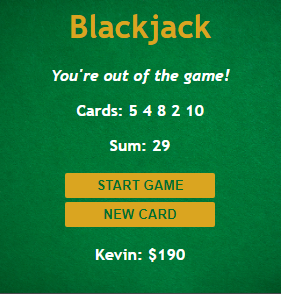 Blackjack
You're out of the game!
Cards: 5 4 8 2 10
Sum: 29
START GAME
NEW CARD
Kevin: $190